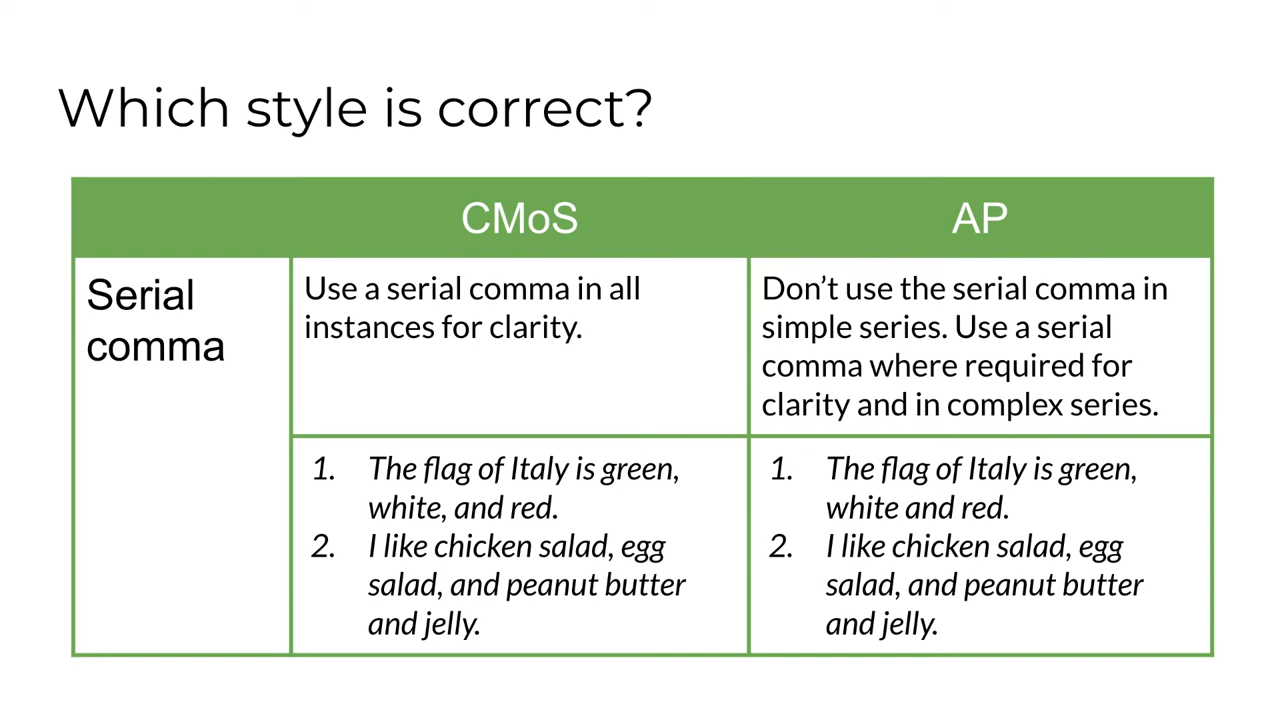 Which style is correct?
CMoS
AP
Serial
comma
Use a serial comma in all
instances for clarity.
Don’t use the serial comma in
simple series. Use a serial
comma where required for
clarity and in complex series.
1. The flag of Italy is green,
white, and red.
2. I like chicken salad, egg
salad, and peanut butter
and jelly.
1. The flag of Italy is green,
white and red.
2. I like chicken salad, egg
salad, and peanut butter
and jelly.